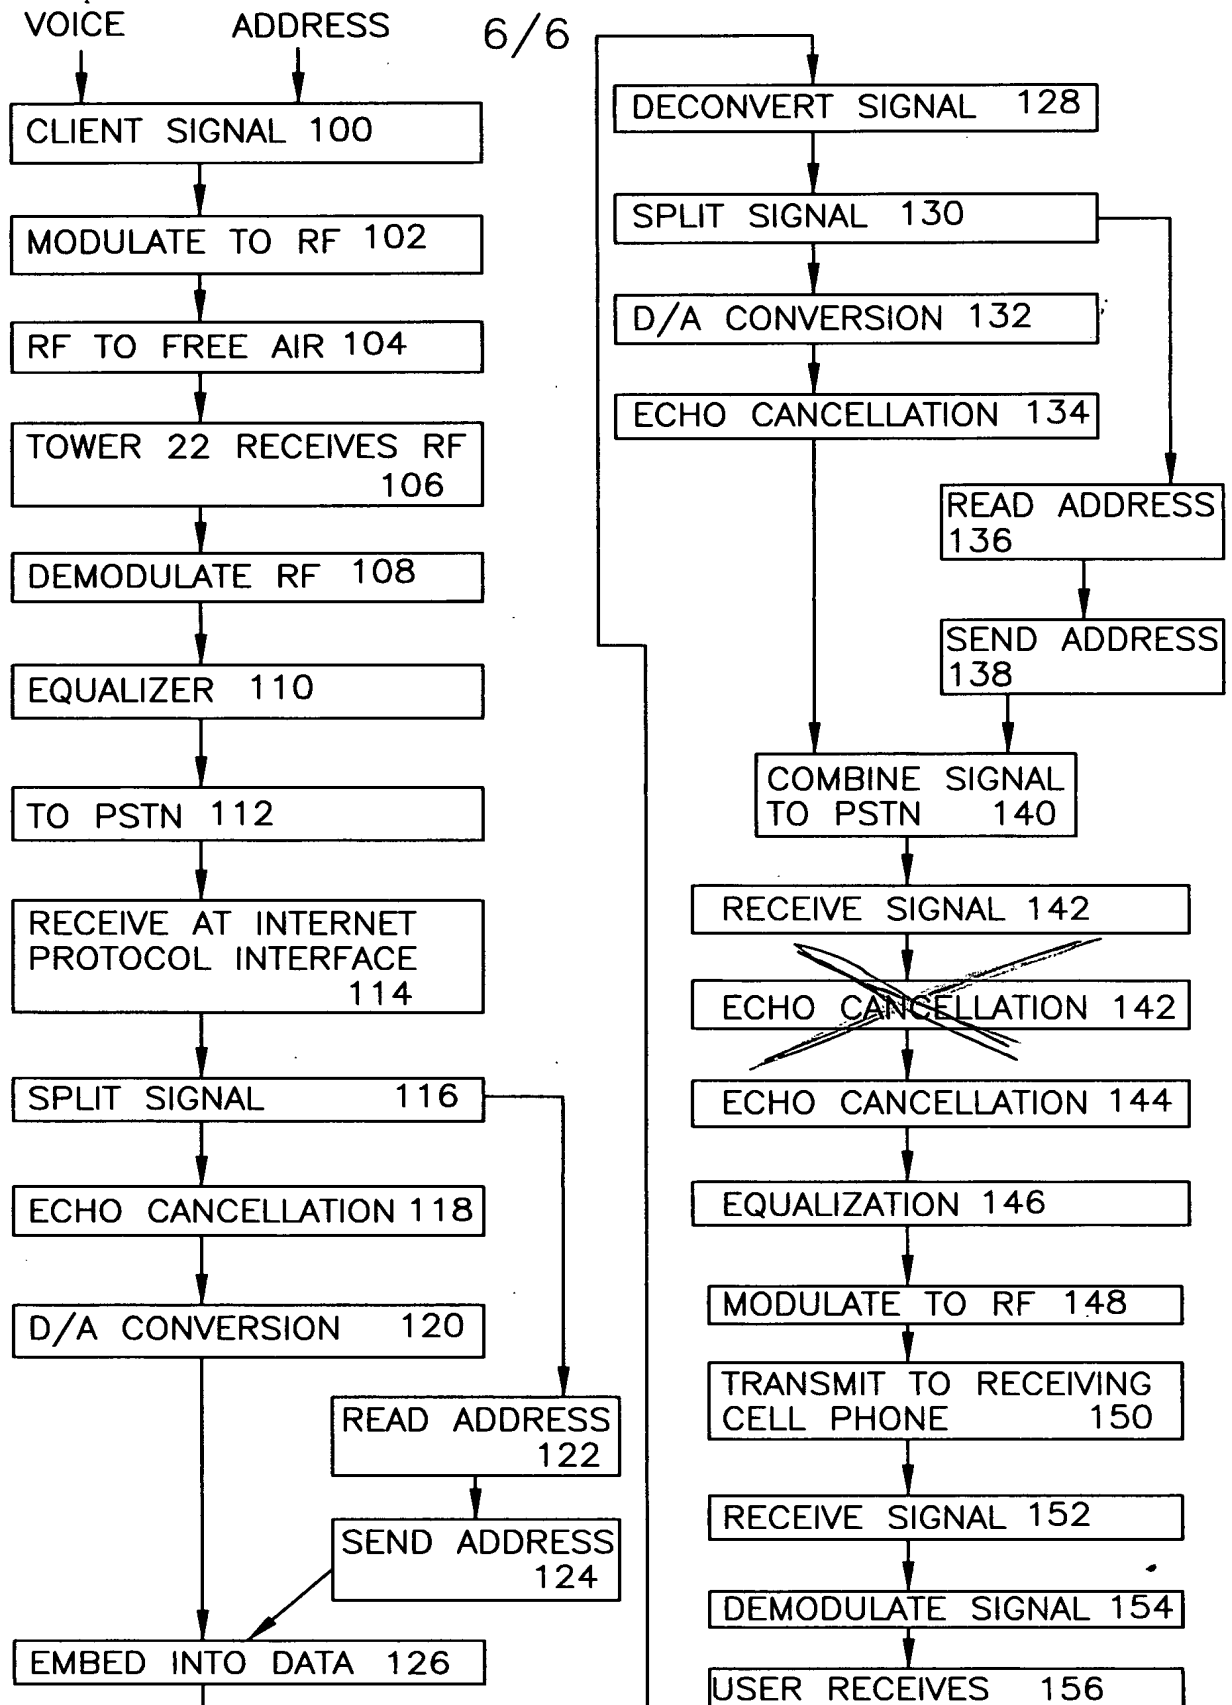 VOICE ADDRESS 6/6
CLIENT SIGNAL 100
MODULATE TO RF 102
RF TO FREE AIR 104
TOWER 22 RECEIVES RF
106
DEMODULATE RF 108
EQUALIZER 110
TO PSTN 112
RECEIVE AT INTERNET
PROTOCOL INTERFACE
114
SPLIT SIGNAL 116
ECHO CANCELLATION 118
D/A CONVERSION 120
READ ADDRESS
122
SEND ADDRESS
124
EMBED INTO DATA 126
DECONVERT SIGNAL 128
SPLIT SIGNAL 130
D/A CONVERSION 132
ECHO CANCELLATION 134
READ ADDRESS
136
SEND ADDRESS
138
COMBINE SIGNAL
TO PSTN 140
RECEIVE SIGNAL 142
ECHO CANCELLATION 142
ECHO CANCELLATION 144
EQUALIZATION 146
MODULATE TO RF 148
TRANSMIT TO RECEIVING
CELL PHONE 150
RECEIVE SIGNAL 152
DEMODULATE SIGNAL 154
USER RECEIVES 156